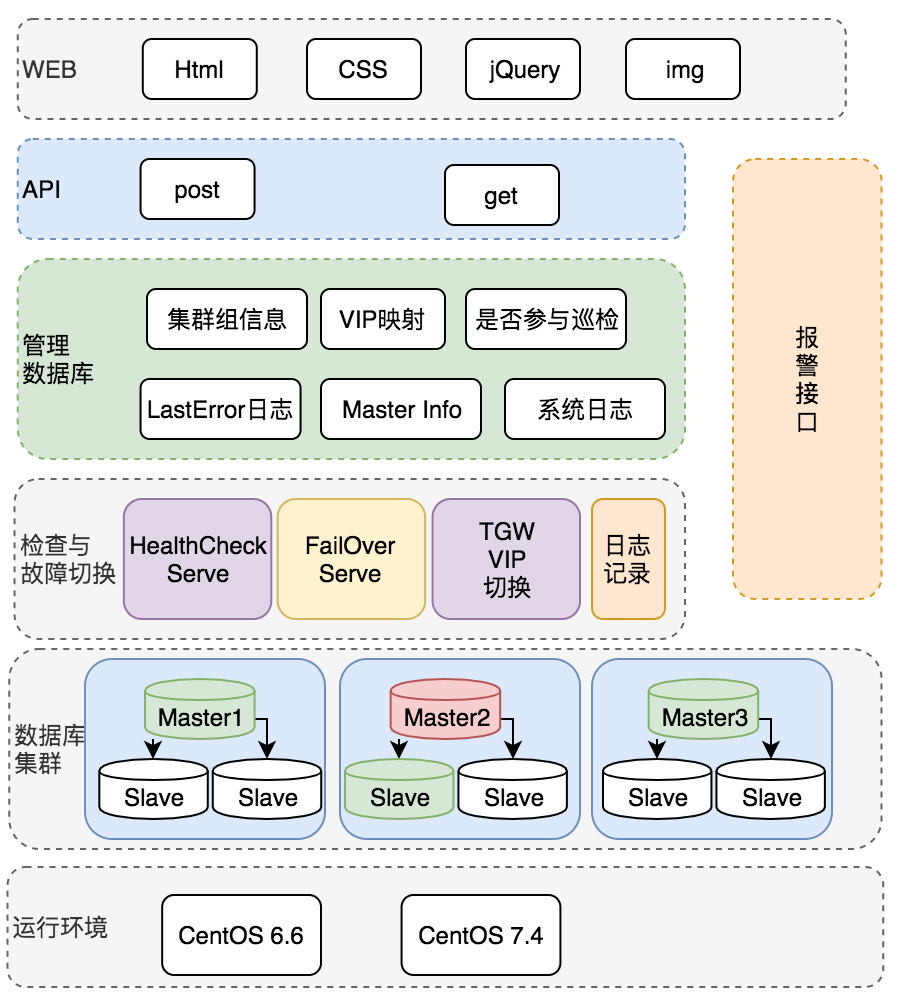 WEB
Html
CSS
jQuery
img
API
post
get
管理
数据库
集群组信息
VIP映射
是否参与巡检
LastError日志
Master Info
系统日志
报
警
接
口
检查与
故障切换
HealthCheck
Serve
FailOver
Serve
TGW
VIP
切换
日志
记录
数据库
集群
Master1
Slave
Slave
Master2
Slave
Slave
Master3
Slave
Slave
运行环境
CentOS 6.6
CentOS 7.4